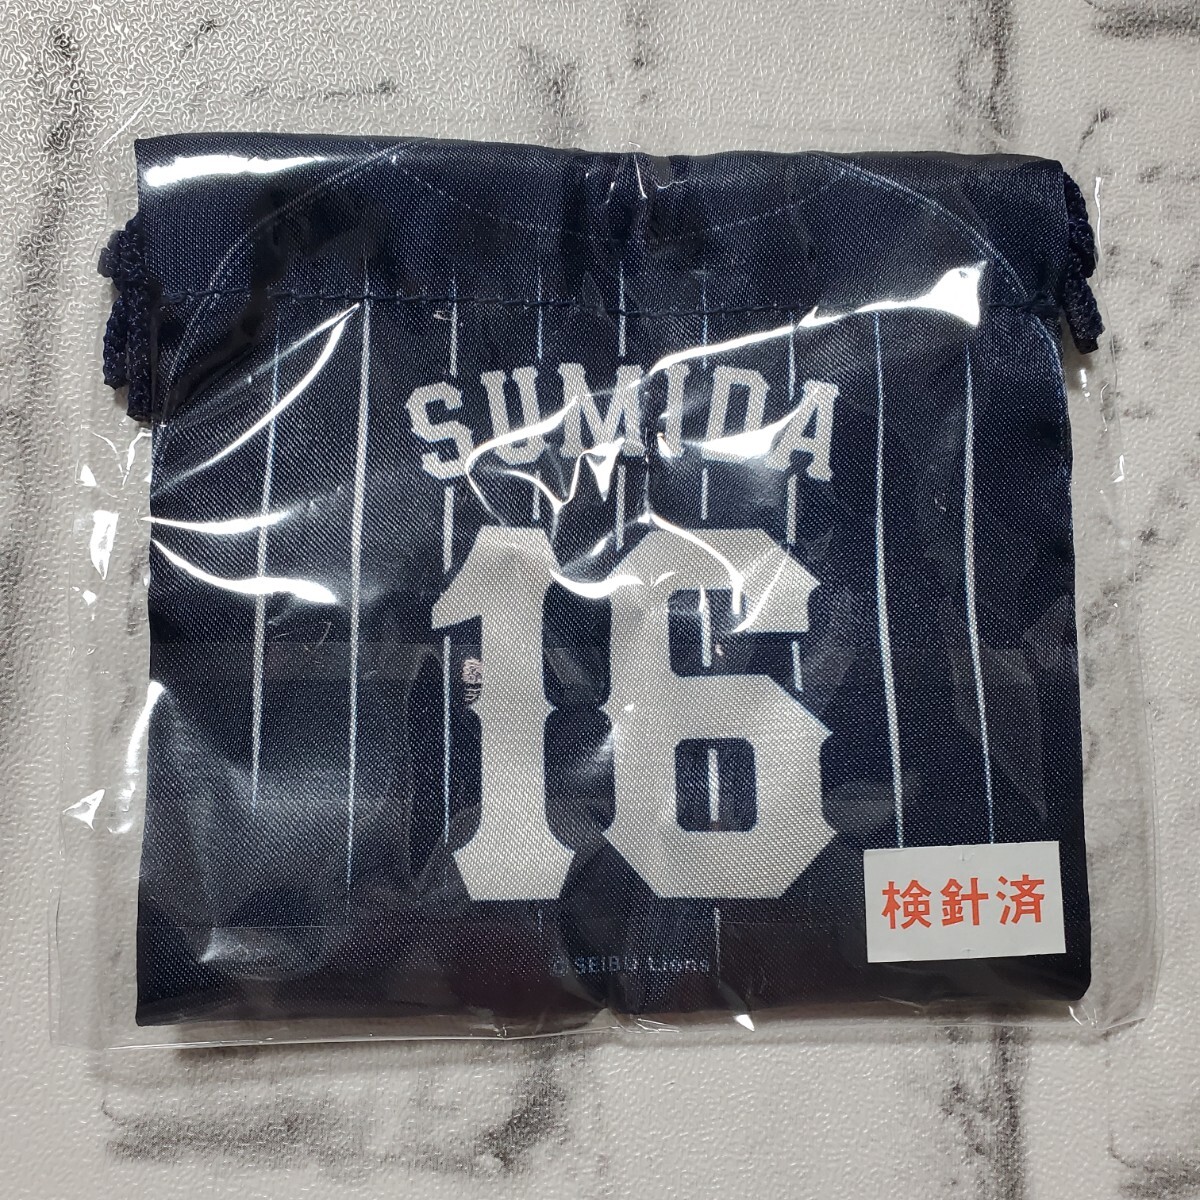 SUMIDA
16
検針済
© SEIBU Lions